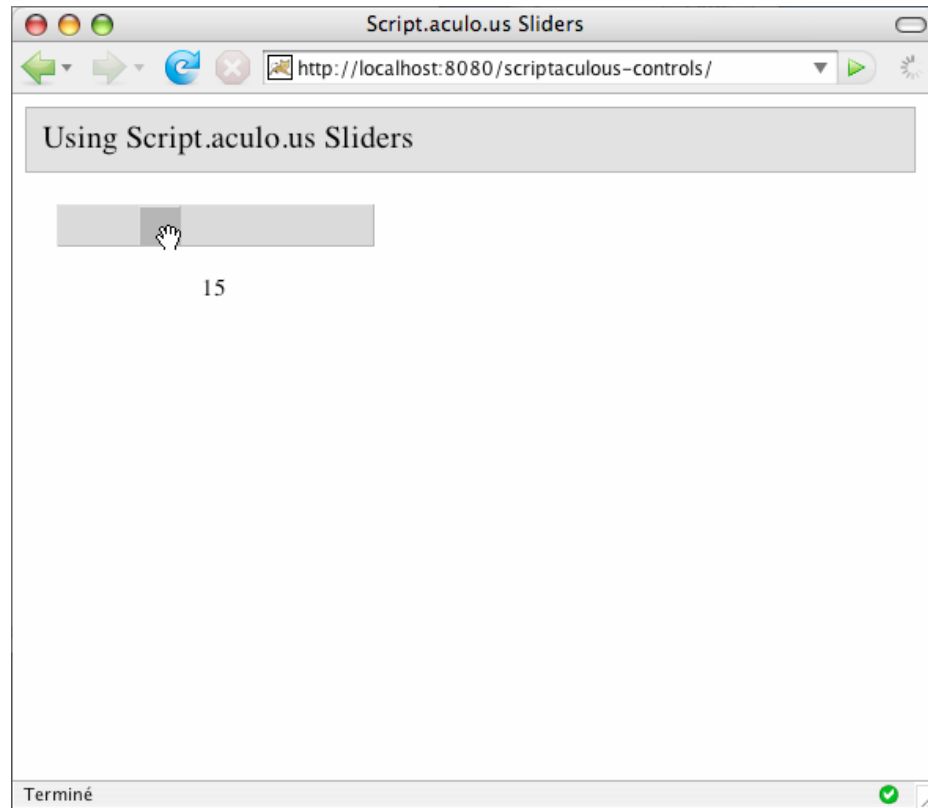 Script.aculo.us Sliders
http://localhost:8080/scriptaculous-controls/
Using Script.aculo.us Sliders
15
Terminé